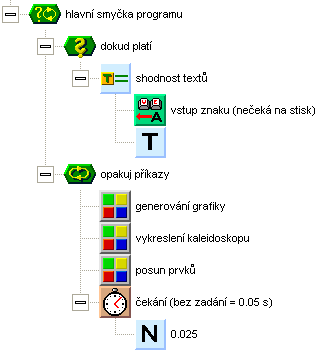 hlavní smyčka programu
dokud platí
shodnost textů
vstup znaku (nečeká na stisk)
T
opakuj příkazy
generování grafiky
vykreslení kaleidoskopu
posun prvků
čekání (bez zadání = 0.05 s)
N 0.025